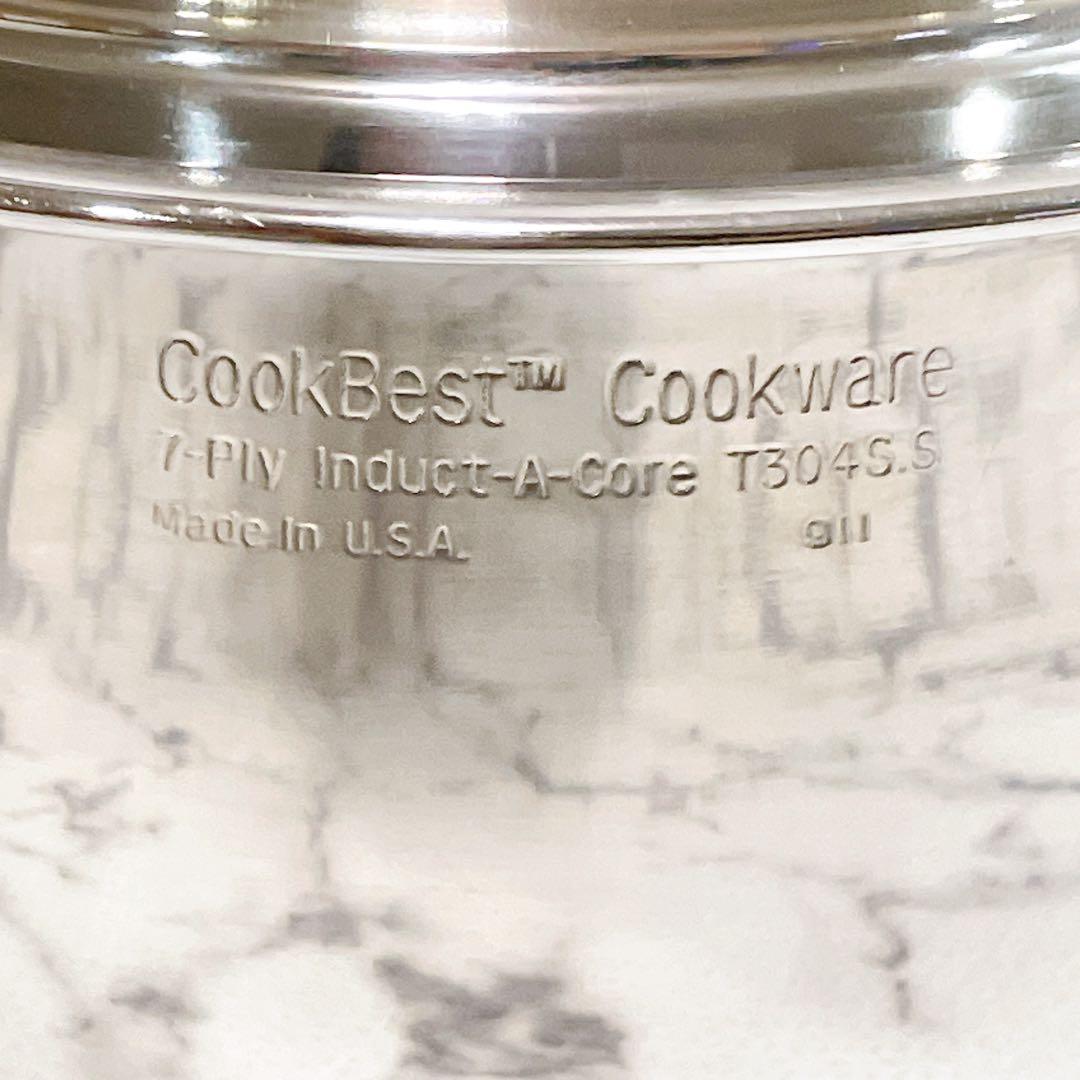 CookBest™ Cookware
7-Ply Induct-A-Core T304S.S
Made In U.S.A. 911